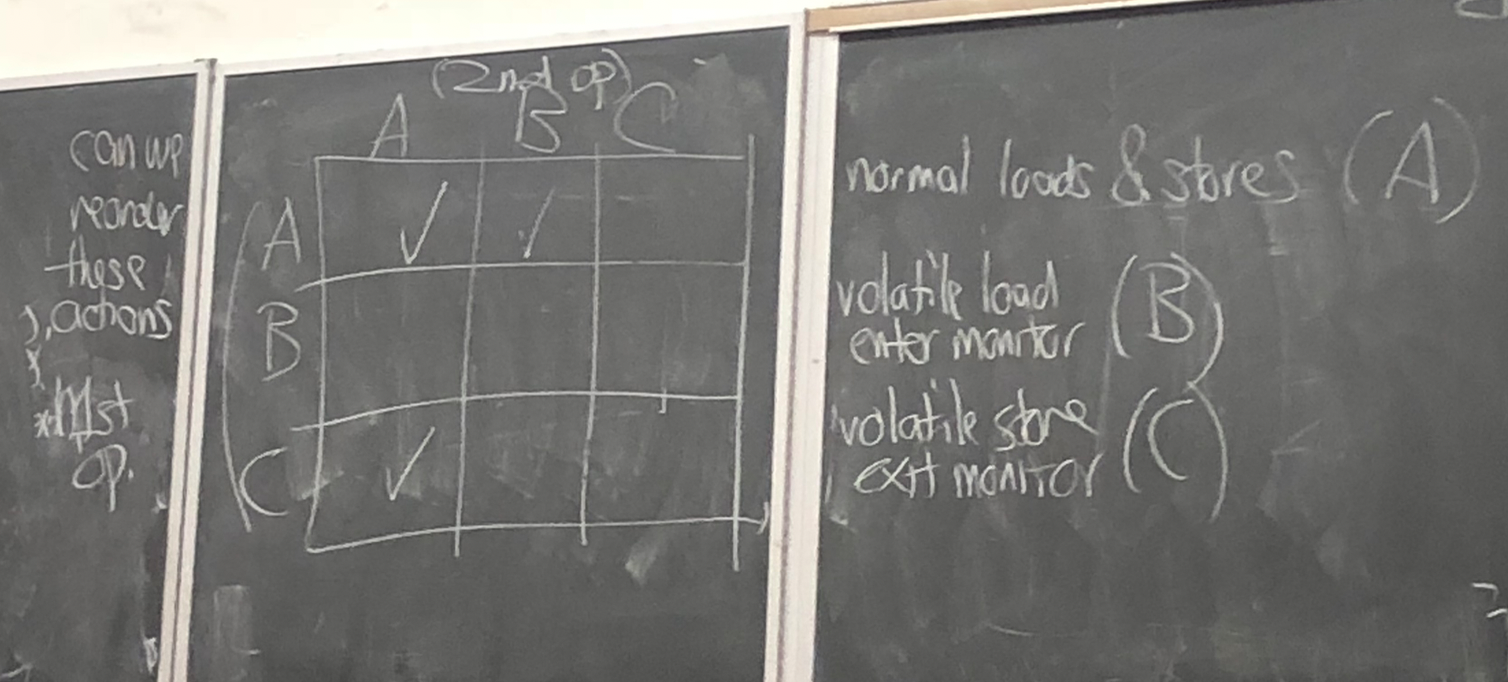 can we
reorder
these
actions
1st
op.
(2nd op)
A B C
A ✓ ✓
B
C ✓
normal loads & stores (A)
volatile load
enter monitor (B)
volatile store
exit monitor (C)